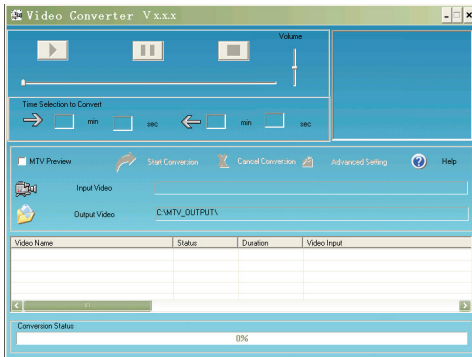 Video Converter V x.x.x
Volume
Time Selection to Convert
min sec min sec
MTV Preview Start Conversion Cancel Conversion Advanced Setting ? Help
Input Video
Output Video C:\MTV_OUTPUT\
Video Name Status Duration Video Input
Conversion Status
0%